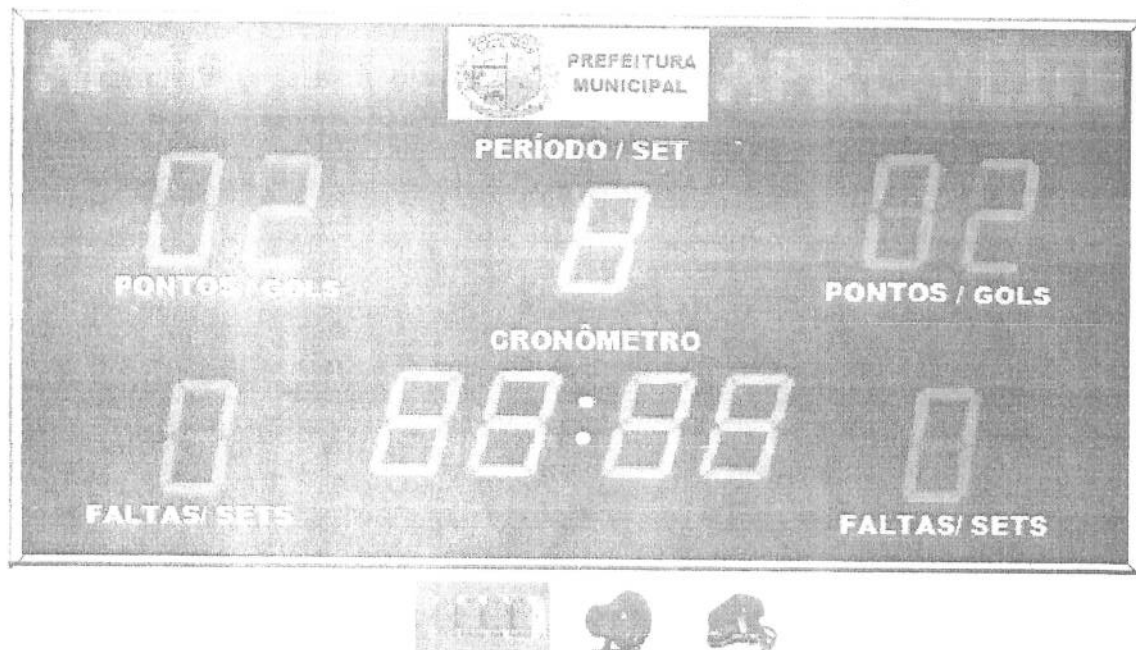 PREFEITURA
MUNICIPAL
PERÍODO / SET
02
8
02
PONTOS / GOLS
PONTOS / GOLS
CRONÔMETRO
0
88:88
0
FALTAS/ SETS
FALTAS/ SETS